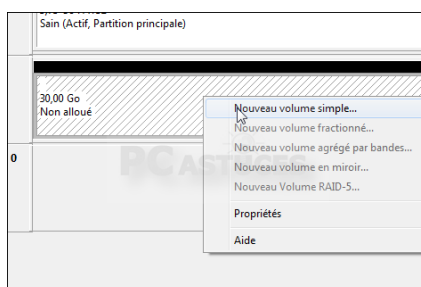 Sain (Actif, Partition principale)
30,00 Go
Non alloué
Nouveau volume simple...
Nouveau volume fractionné...
Nouveau volume agrégé par bandes...
Nouveau volume en miroir...
Nouveau Volume RAID-5...
Propriétés
Aide
0
PC ASTUCES